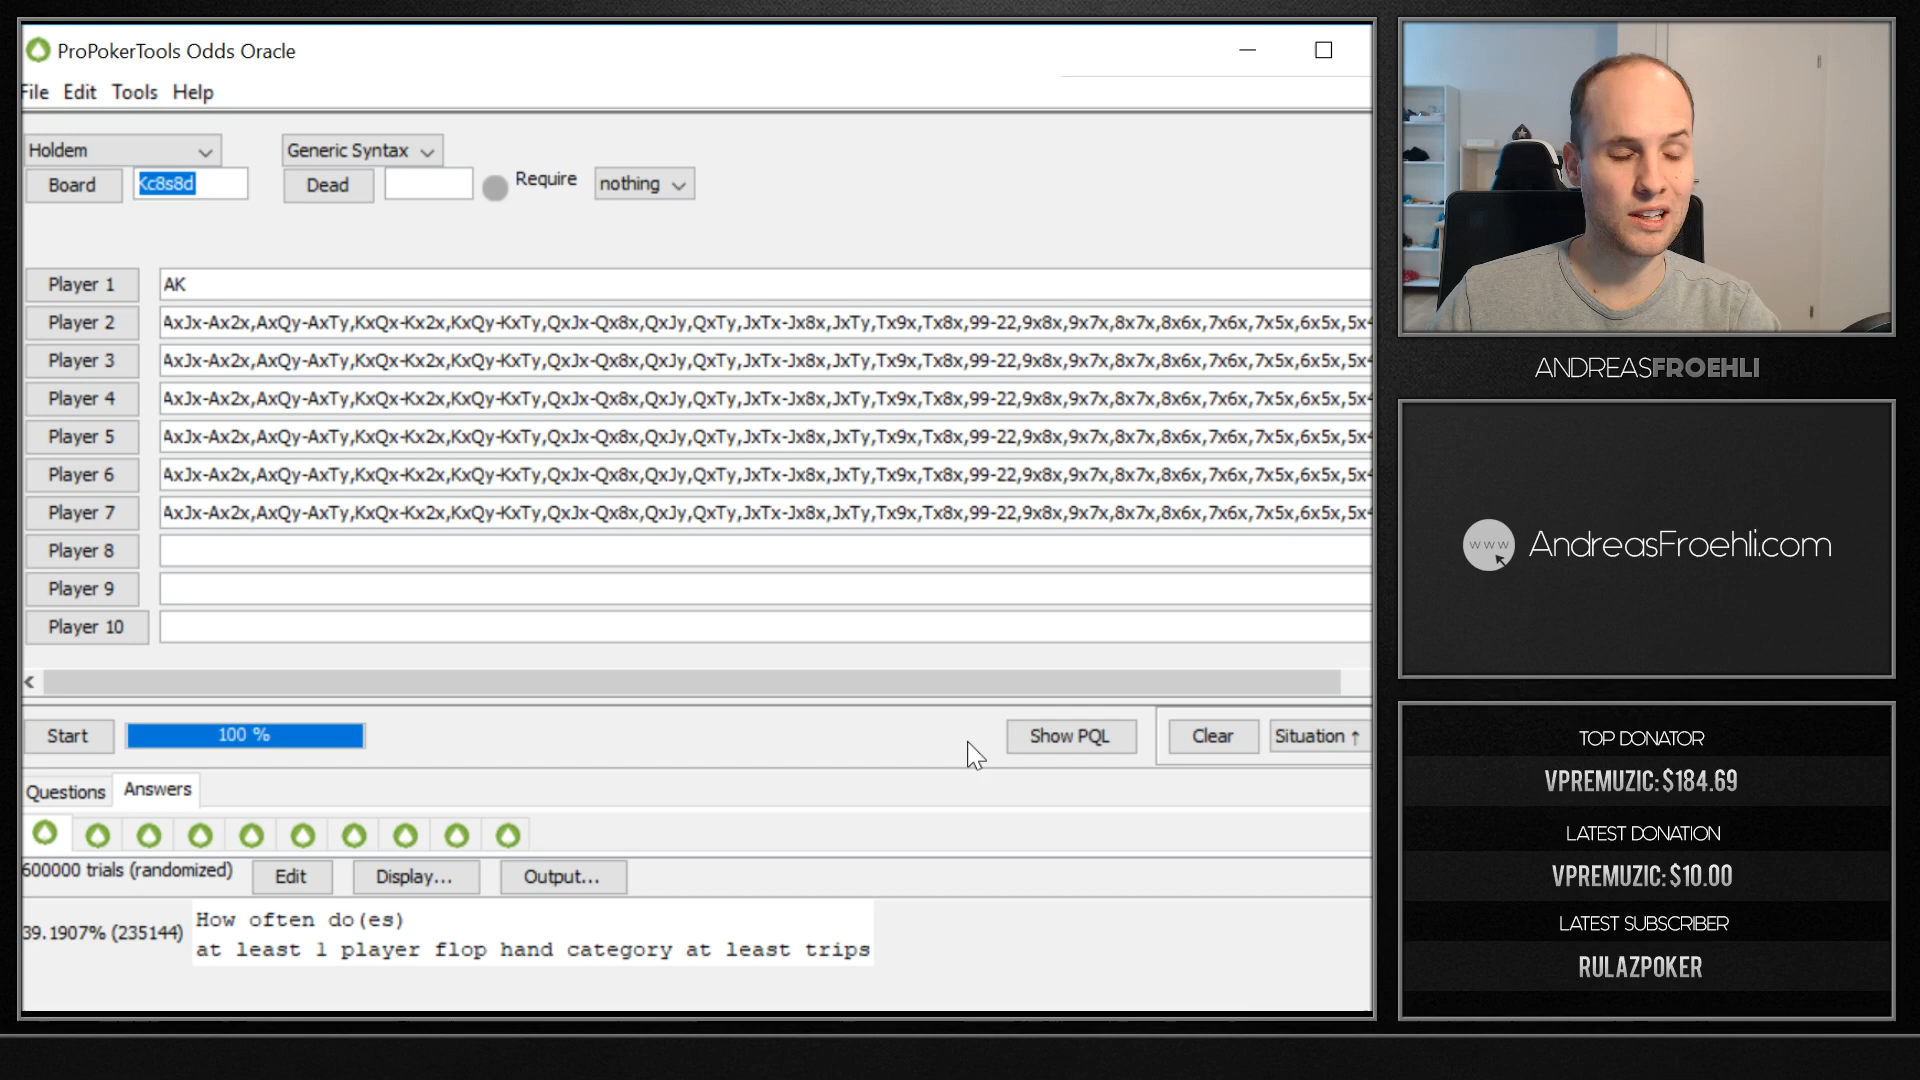 ProPokerTools Odds Oracle
File Edit Tools Help
Holdem
Generic Syntax
Board
Kc8s8d
Dead
Require
nothing
Player 1
AK
Player 2
AxJx-Ax2x,AxQy-AxTy,KxQx-Kx2x,KxQy-KxTy,QxJx-Qx8x,QxJy,QxTy,JxTx-Jx8x,JxTy,Tx9x,Tx8x,99-22,9x8x,9x7x,8x7x,8x6x,7x6x,7x5x,6x5x,5x4
Player 3
AxJx-Ax2x,AxQy-AxTy,KxQx-Kx2x,KxQy-KxTy,QxJx-Qx8x,QxJy,QxTy,JxTx-Jx8x,JxTy,Tx9x,Tx8x,99-22,9x8x,9x7x,8x7x,8x6x,7x6x,7x5x,6x5x,5x4
Player 4
AxJx-Ax2x,AxQy-AxTy,KxQx-Kx2x,KxQy-KxTy,QxJx-Qx8x,QxJy,QxTy,JxTx-Jx8x,JxTy,Tx9x,Tx8x,99-22,9x8x,9x7x,8x7x,8x6x,7x6x,7x5x,6x5x,5x4
Player 5
AxJx-Ax2x,AxQy-AxTy,KxQx-Kx2x,KxQy-KxTy,QxJx-Qx8x,QxJy,QxTy,JxTx-Jx8x,JxTy,Tx9x,Tx8x,99-22,9x8x,9x7x,8x7x,8x6x,7x6x,7x5x,6x5x,5x4
Player 6
AxJx-Ax2x,AxQy-AxTy,KxQx-Kx2x,KxQy-KxTy,QxJx-Qx8x,QxJy,QxTy,JxTx-Jx8x,JxTy,Tx9x,Tx8x,99-22,9x8x,9x7x,8x7x,8x6x,7x6x,7x5x,6x5x,5x4
Player 7
AxJx-Ax2x,AxQy-AxTy,KxQx-Kx2x,KxQy-KxTy,QxJx-Qx8x,QxJy,QxTy,JxTx-Jx8x,JxTy,Tx9x,Tx8x,99-22,9x8x,9x7x,8x7x,8x6x,7x6x,7x5x,6x5x,5x4
Player 8
Player 9
Player 10
Start
100 %
Show PQL
Clear
Situation ↑
Questions
Answers
600000 trials (randomized)
Edit
Display...
Output...
39.1907% (235144)
How often do(es)
at least 1 player flop hand category at least trips
ANDREASFROEHLI
www
AndreasFroehli.com
TOP DONATOR
VPREMUZIC: $184.69
LATEST DONATION
VPREMUZIC: $10.00
LATEST SUBSCRIBER
RULAZPOKER